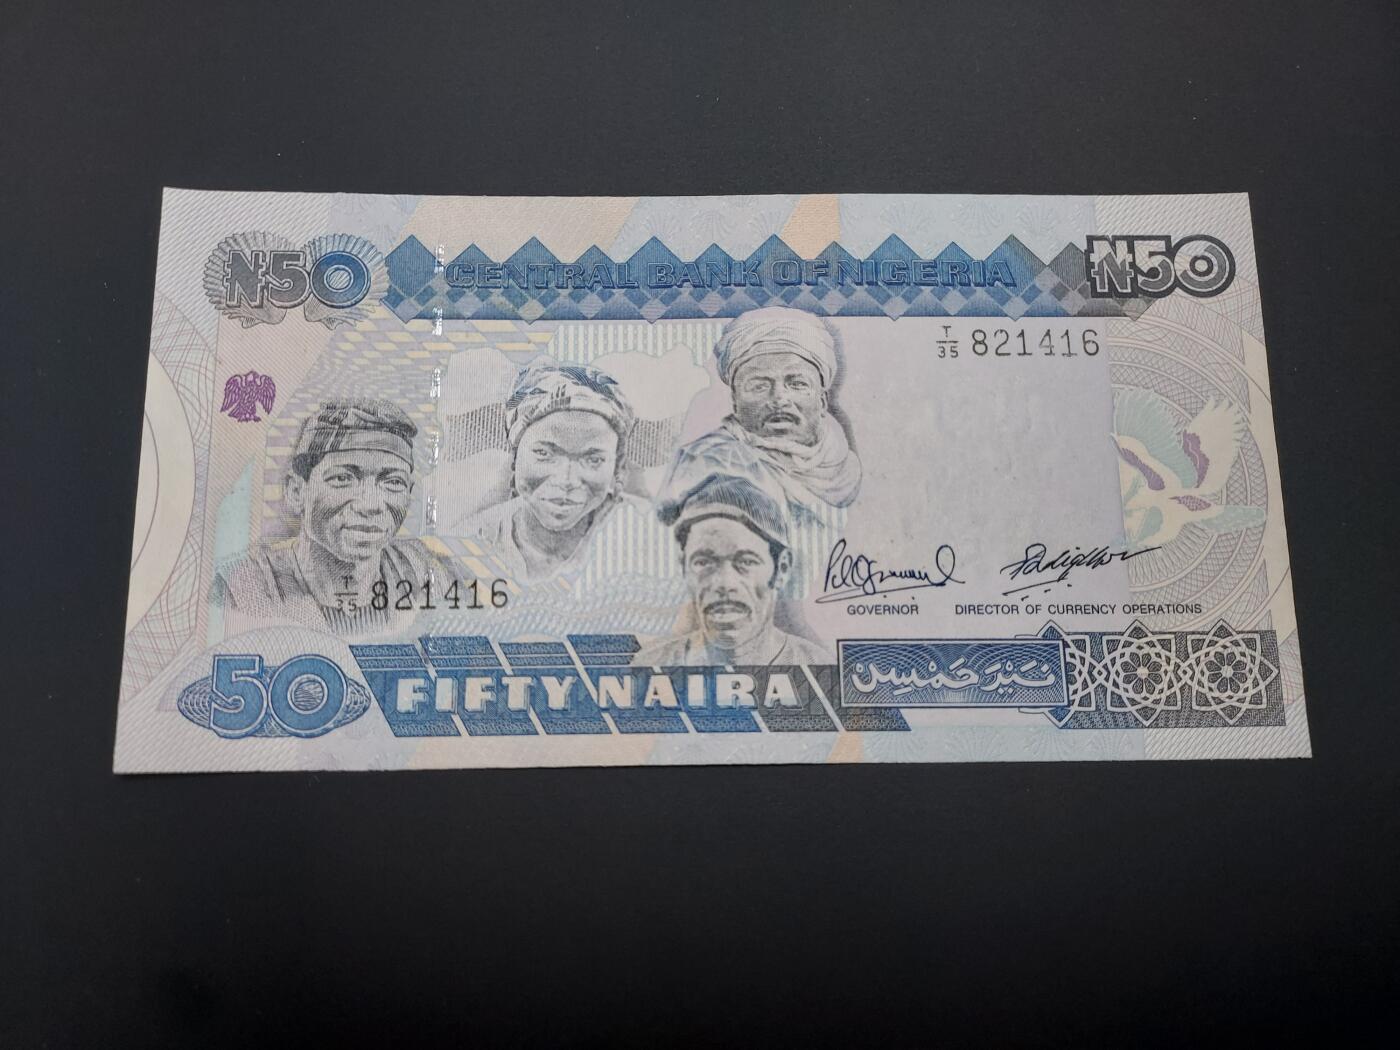 ₦50
CENTRAL BANK OF NIGERIA
₦50
T/35 821416
T/35 821416
GOVERNOR
DIRECTOR OF CURRENCY OPERATIONS
50
FIFTY NAIRA
نَيْرَ خَمْسِنْ